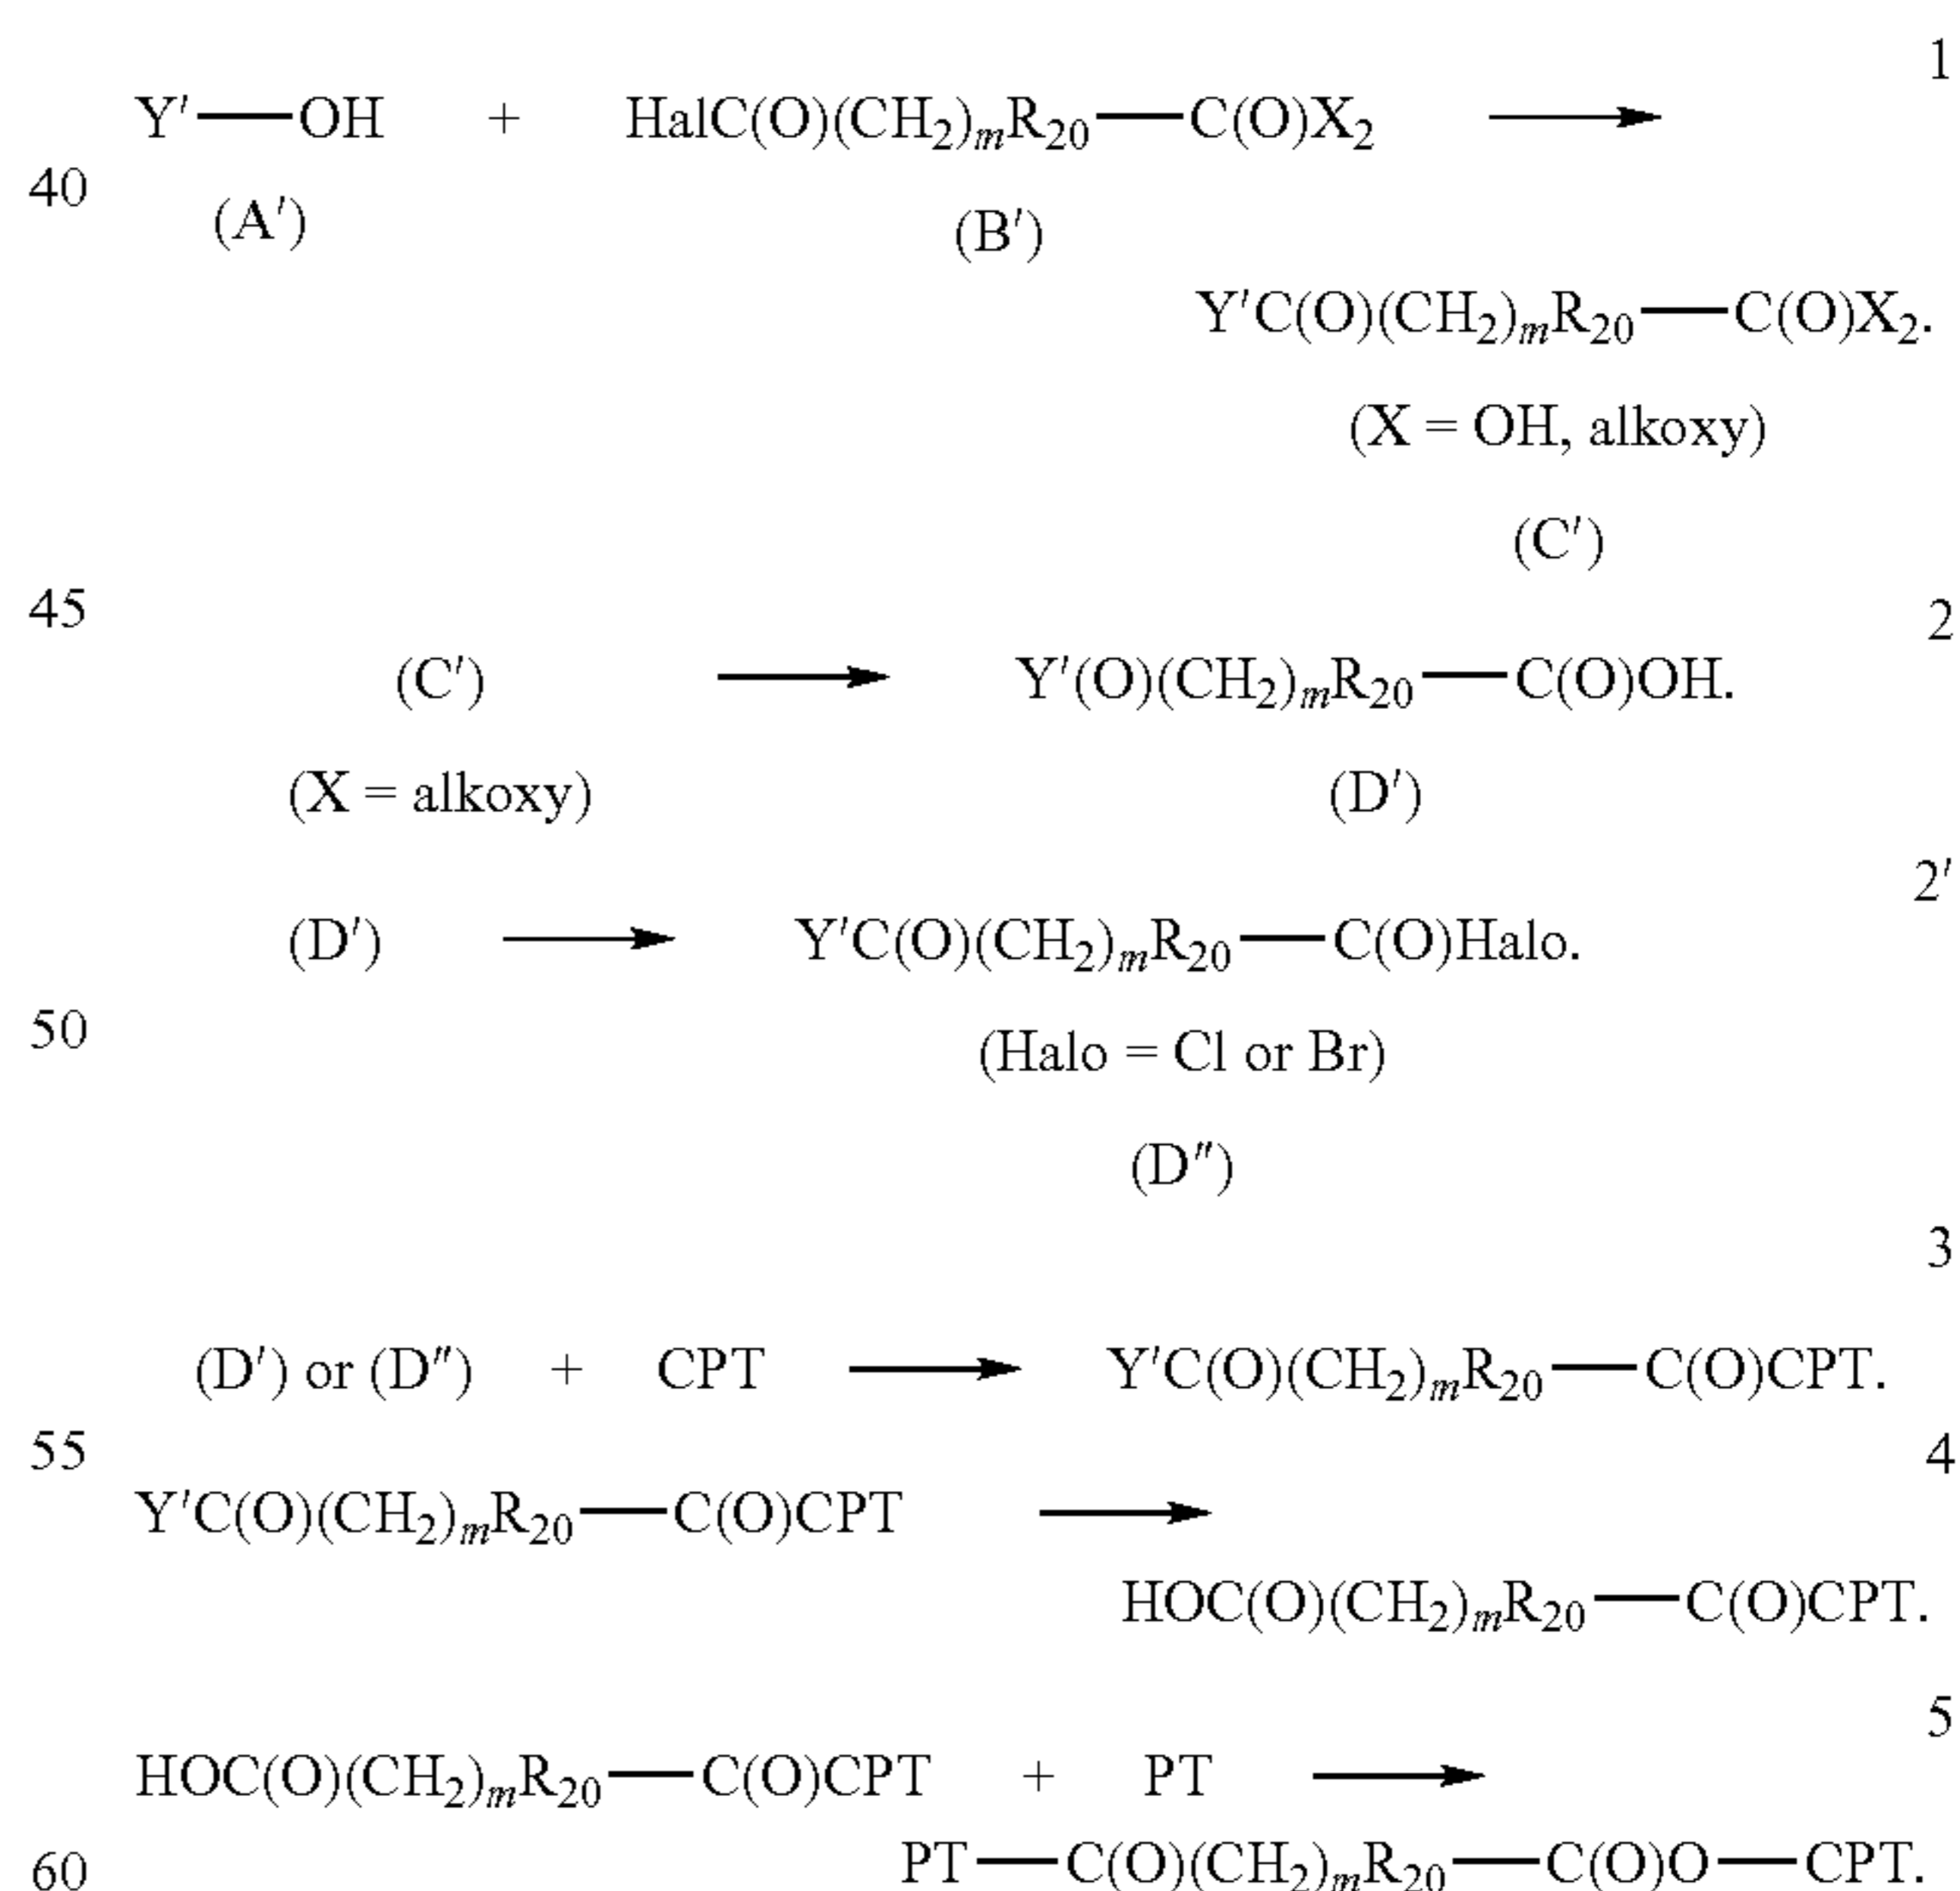 1
Y′—OH + HalC(O)(CH₂)ₘR₂₀—C(O)X₂ →
40
(A′) (B′)
Y′C(O)(CH₂)ₘR₂₀—C(O)X₂.
(X = OH, alkoxy)
(C′)
45 2
(C′) → Y′(O)(CH₂)ₘR₂₀—C(O)OH.
(X = alkoxy) (D′)
2′
(D′) → Y′C(O)(CH₂)ₘR₂₀—C(O)Halo.
50
(Halo = Cl or Br)
(D″)
3
(D′) or (D″) + CPT → Y′C(O)(CH₂)ₘR₂₀—C(O)CPT.
55 4
Y′C(O)(CH₂)ₘR₂₀—C(O)CPT →
HOC(O)(CH₂)ₘR₂₀—C(O)CPT.
5
HOC(O)(CH₂)ₘR₂₀—C(O)CPT + PT →
60 PT—C(O)(CH₂)ₘR₂₀—C(O)O—CPT.